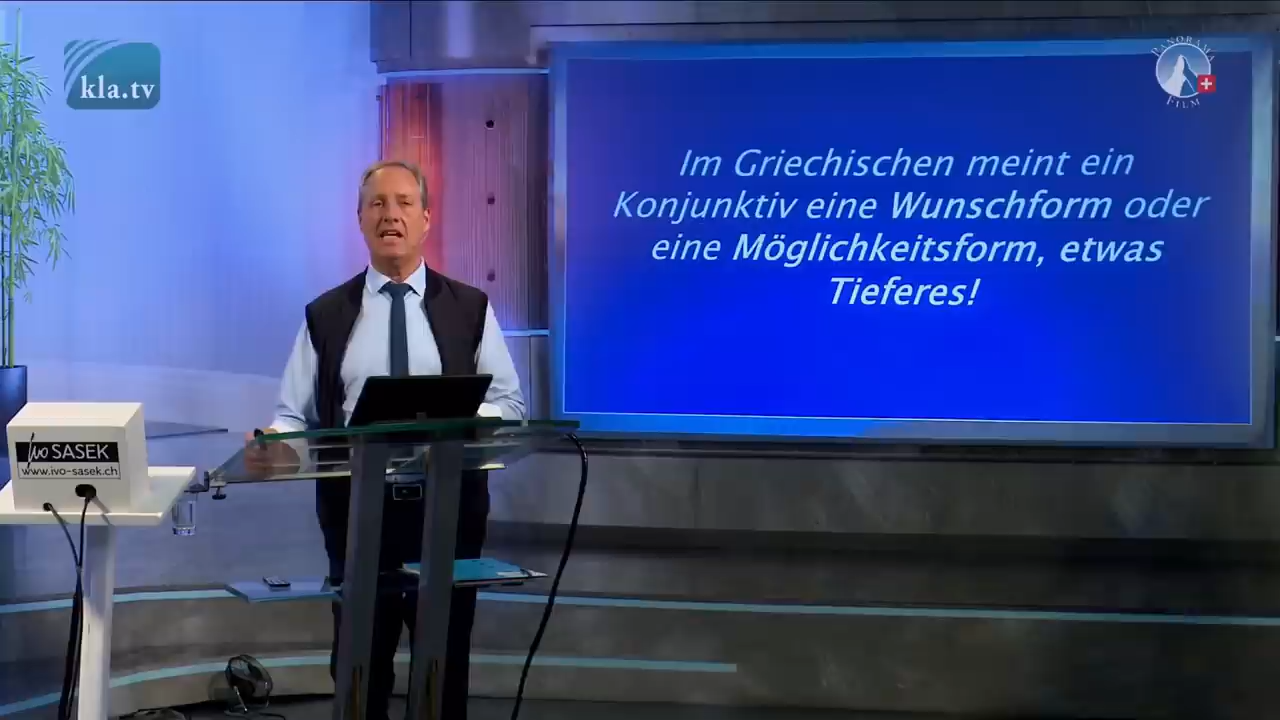 kla.tv
PANORAMA
FILM
Im Griechischen meint ein
Konjunktiv eine Wunschform oder
eine Möglichkeitsform, etwas
Tieferes!
Ivo SASEK
www.ivo-sasek.ch